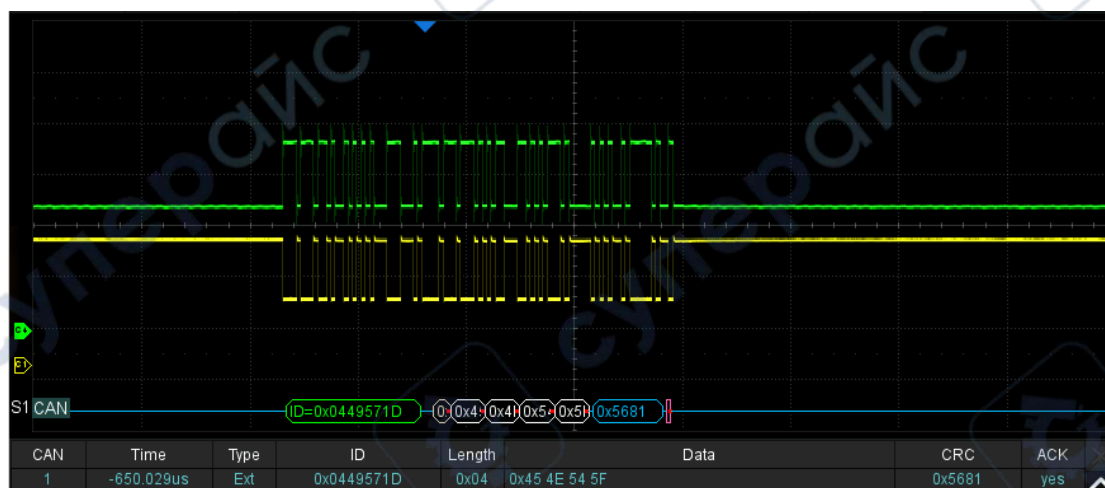 суперайс
суперайс
S1 CAN
ID=0x0449571D 0x4 0x4 0x5 0x5 0x5681
CAN Time Type ID Length Data CRC ACK
1 -650.029us Ext 0x0449571D 0x04 0x45 4E 54 5F 0x5681 yes